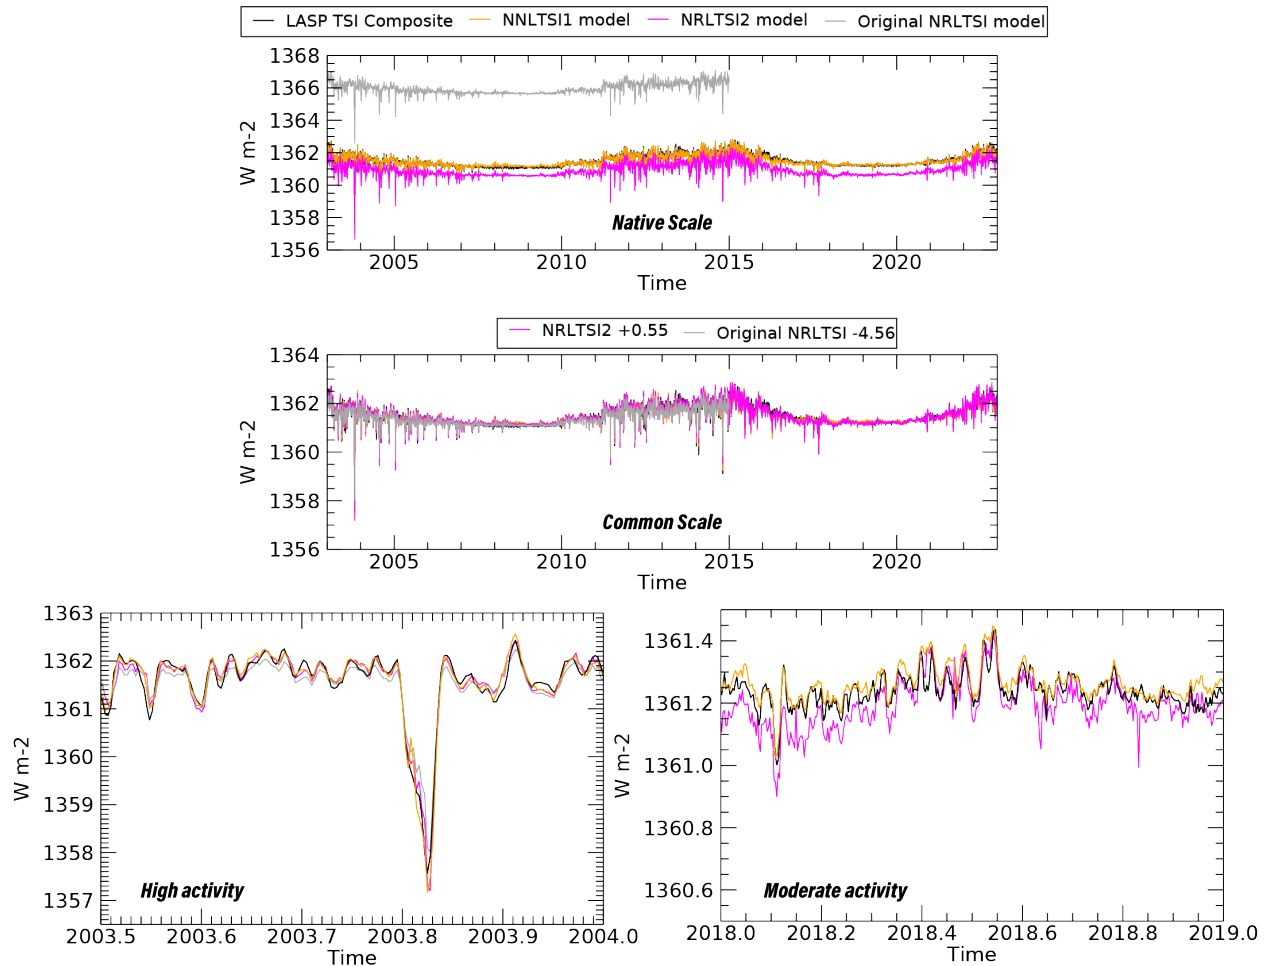 LASP TSI Composite NNLTSI1 model NRLTSI2 model Original NRLTSI model
1368
1366
1364
1362
1360
1358
1356
W m-2
Native Scale
2005 2010 2015 2020
Time
NRLTSI2 +0.55 Original NRLTSI -4.56
1364
1362
1360
1358
1356
W m-2
Common Scale
2005 2010 2015 2020
Time
1363
1362
1361
1360
1359
1358
1357
W m-2
High activity
2003.5 2003.6 2003.7 2003.8 2003.9 2004.0
Time
1361.4
1361.2
1361.0
1360.8
1360.6
W m-2
Moderate activity
2018.0 2018.2 2018.4 2018.6 2018.8 2019.0
Time